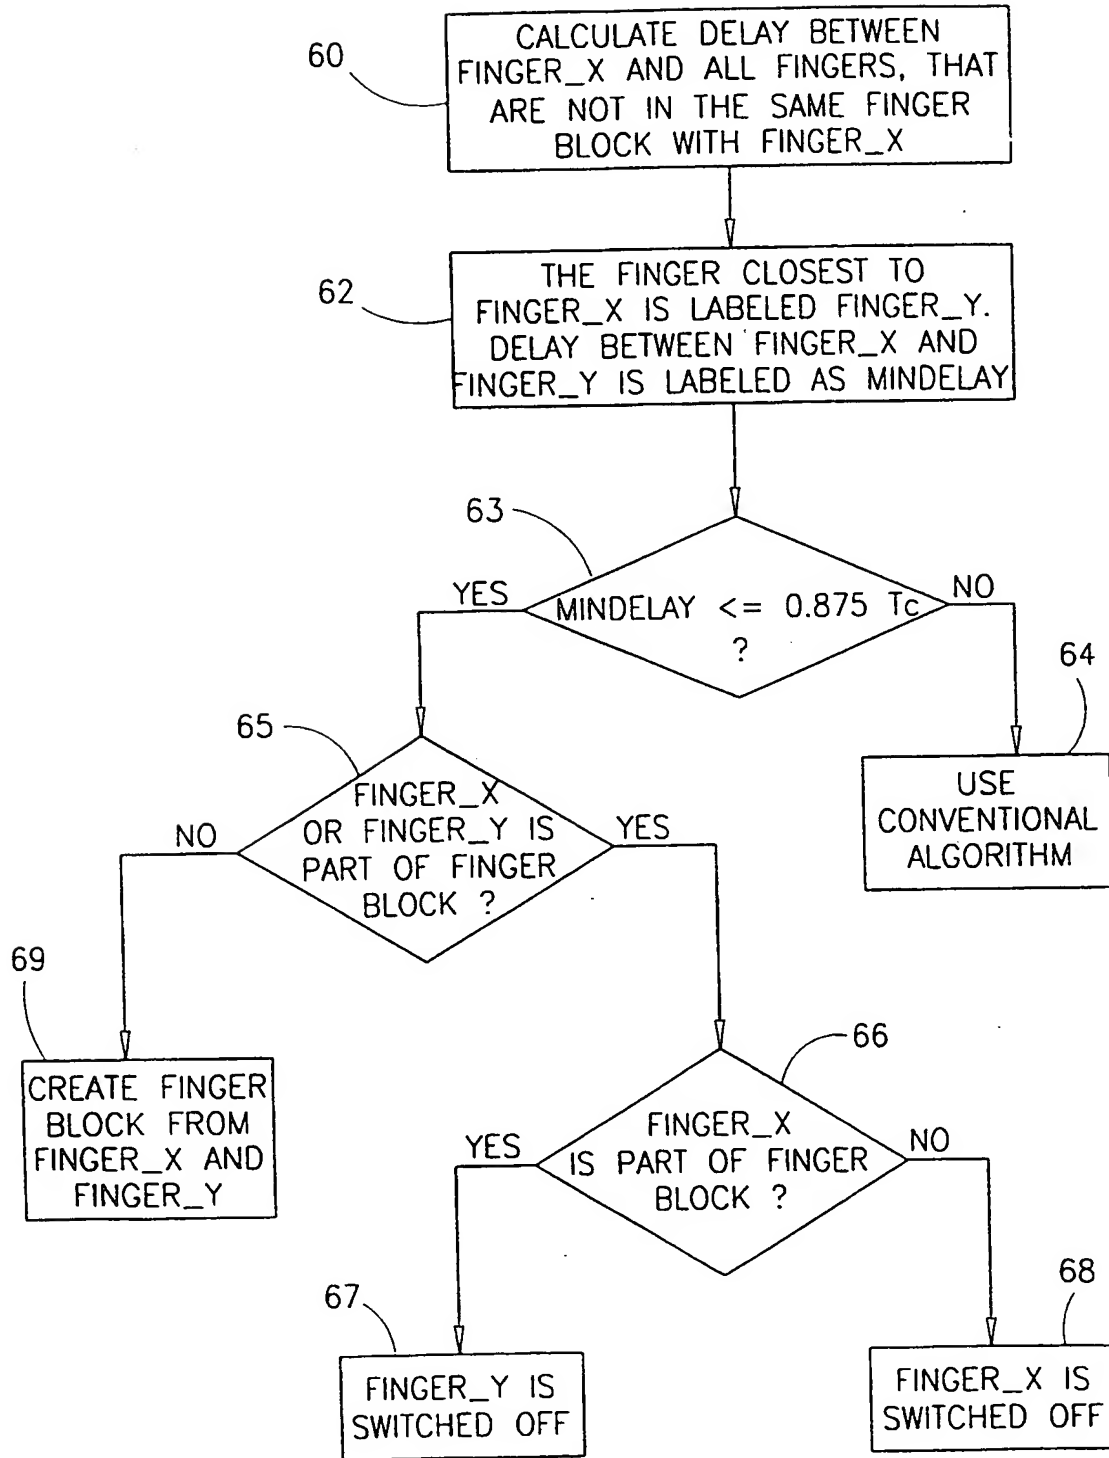 60
CALCULATE DELAY BETWEEN
FINGER_X AND ALL FINGERS, THAT
ARE NOT IN THE SAME FINGER
BLOCK WITH FINGER_X
62
THE FINGER CLOSEST TO
FINGER_X IS LABELED FINGER_Y.
DELAY BETWEEN FINGER_X AND
FINGER_Y IS LABELED AS MINDELAY
63
YES
MINDELAY <= 0.875 Tc
?
NO
64
USE
CONVENTIONAL
ALGORITHM
65
NO
FINGER_X
OR FINGER_Y IS
PART OF FINGER
BLOCK ?
YES
69
CREATE FINGER
BLOCK FROM
FINGER_X AND
FINGER_Y
66
YES
FINGER_X
IS PART OF FINGER
BLOCK ?
NO
67
FINGER_Y IS
SWITCHED OFF
68
FINGER_X IS
SWITCHED OFF